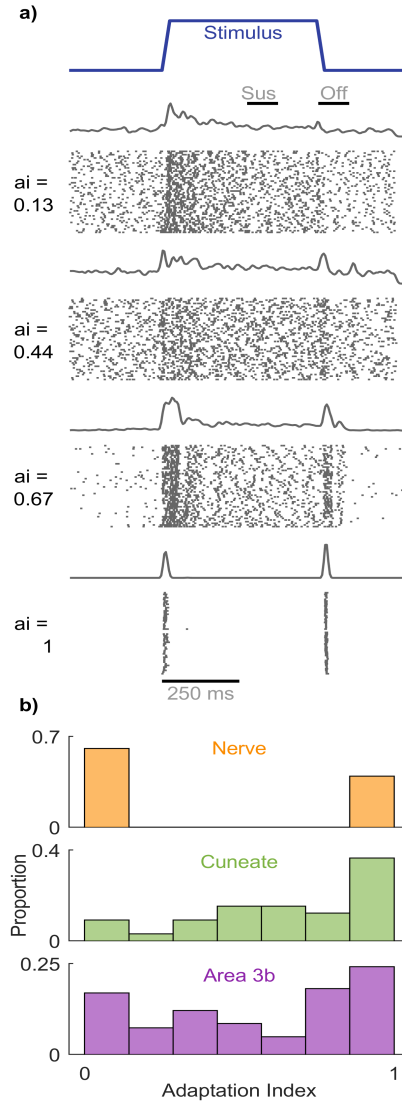 a)
Stimulus
Sus Off
ai =
0.13
ai =
0.44
ai =
0.67
ai =
1
250 ms
b)
0.7
Nerve
0
0.4
Cuneate
Proportion
0
0.25
Area 3b
0
0 1
Adaptation Index